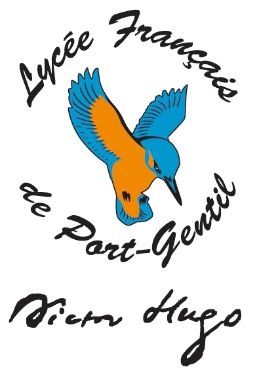 Lycée Français
de Port-Gentil
Victor Hugo